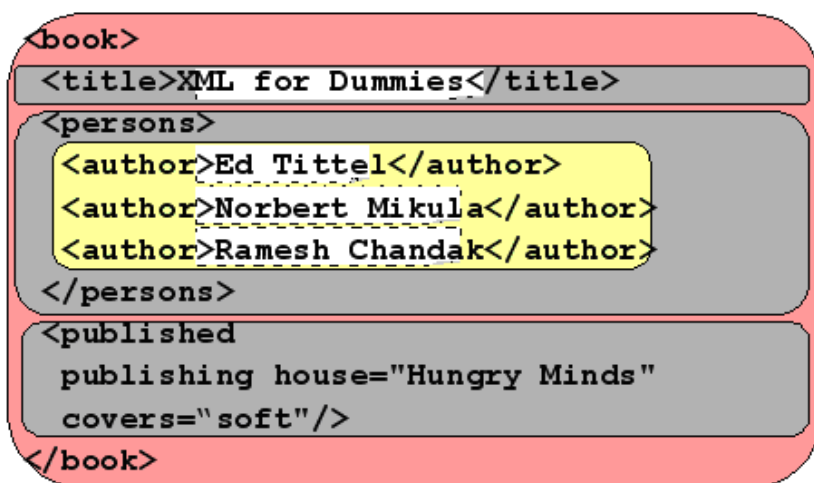 <book>
<title>XML for Dummies</title>
<persons>
<author>Ed Tittel</author>
<author>Norbert Mikula</author>
<author>Ramesh Chandak</author>
</persons>
<published
publishing house="Hungry Minds"
covers=“soft"/>
</book>